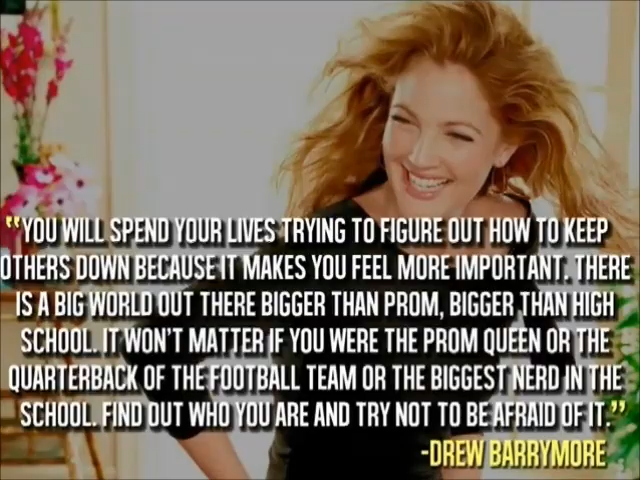 “YOU WILL SPEND YOUR LIVES TRYING TO FIGURE OUT HOW TO KEEP
OTHERS DOWN BECAUSE IT MAKES YOU FEEL MORE IMPORTANT. THERE
IS A BIG WORLD OUT THERE BIGGER THAN PROM, BIGGER THAN HIGH
SCHOOL. IT WON'T MATTER IF YOU WERE THE PROM QUEEN OR THE
QUARTERBACK OF THE FOOTBALL TEAM OR THE BIGGEST NERD IN THE
SCHOOL. FIND OUT WHO YOU ARE AND TRY NOT TO BE AFRAID OF IT.”
-DREW BARRYMORE